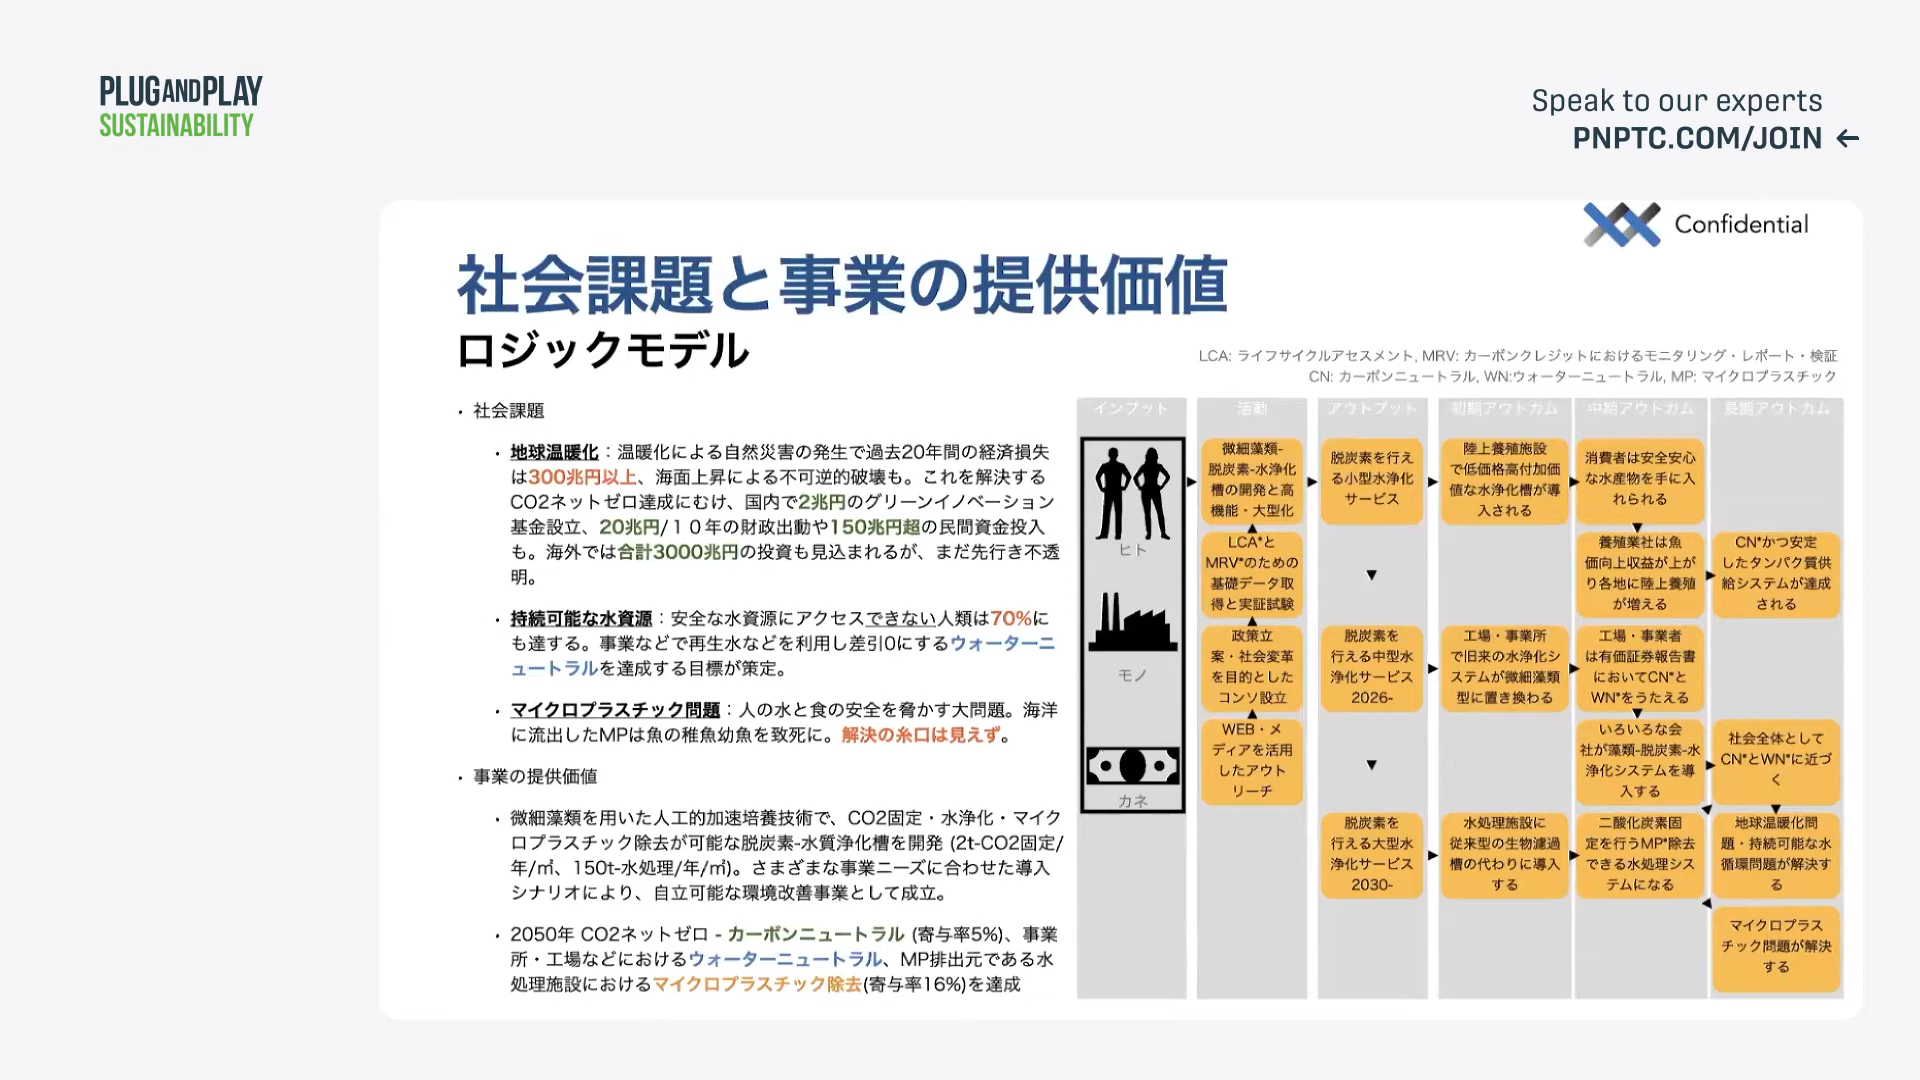 PLUG AND PLAY
SUSTAINABILITY
Speak to our experts
PNPTC.COM/JOIN ←
Confidential
社会課題と事業の提供価値
ロジックモデル
LCA: ライフサイクルアセスメント, MRV: カーボンクレジットにおけるモニタリング・レポート・検証
CN: カーボンニュートラル, WN:ウォーターニュートラル, MP: マイクロプラスチック
・ 社会課題
・ 地球温暖化：温暖化による自然災害の発生で過去20年間の経済損失
は300兆円以上、海面上昇による不可逆的破壊も。これを解決する
CO2ネットゼロ達成にむけ、国内で2兆円のグリーンイノベーション
基金設立、20兆円/１０年の財政出動や150兆円超の民間資金投入
も。海外では合計3000兆円の投資も見込まれるが、まだ先行き不透
明。
・ 持続可能な水資源：安全な水資源にアクセスできない人類は70%に
も達する。事業などで再生水などを利用し差引0にするウォーターニ
ュートラルを達成する目標が策定。
・ マイクロプラスチック問題：人の水と食の安全を脅かす大問題。海洋
に流出したMPは魚の稚魚幼魚を致死に。解決の糸口は見えず。
・ 事業の提供価値
・ 微細藻類を用いた人工的加速培養技術で、CO2固定・水浄化・マイク
ロプラスチック除去が可能な脱炭素-水質浄化槽を開発 (2t-CO2固定/
年/㎡、150t-水処理/年/㎡)。さまざまな事業ニーズに合わせた導入
シナリオにより、自立可能な環境改善事業として成立。
・ 2050年 CO2ネットゼロ - カーボンニュートラル (寄与率5%)、事業
所・工場などにおけるウォーターニュートラル、MP排出元である水
処理施設におけるマイクロプラスチック除去(寄与率16%)を達成
インプット
ヒト
モノ
カネ
活動
微細藻類-
脱炭素-水浄化
槽の開発と高
機能・大型化
LCA*と
MRV*のための
基礎データ取
得と実証試験
政策立
案・社会変革
を目的とした
コンソ設立
WEB・メ
ディアを活用
したアウト
リーチ
アウトプット
脱炭素を行え
る小型水浄化
サービス
脱炭素を
行える中型水
浄化サービス
2026-
脱炭素を
行える大型水
浄化サービス
2030-
初期アウトカム
陸上養殖施設
で低価格高付加価
値な水浄化槽が導
入される
工場・事業所
で旧来の水浄化シ
ステムが微細藻類
型に置き換わる
水処理施設に
従来型の生物濾過
槽の代わりに導入
する
中期アウトカム
消費者は安全安心
な水産物を手に入
れられる
養殖業社は魚
価向上収益が上が
り各地に陸上養殖
が増える
工場・事業者
は有価証券報告書
においてCN*と
WN*をうたえる
いろいろな会
社が藻類-脱炭素-水
浄化システムを導
入する
二酸化炭素固
定を行うMP*除去
できる水処理シス
テムになる
長期アウトカム
CN*かつ安定
したタンパク質供
給システムが達成
される
社会全体として
CN*とWN*に近づ
く
地球温暖化問
題・持続可能な水
循環問題が解決す
る
マイクロプラス
チック問題が解決
する